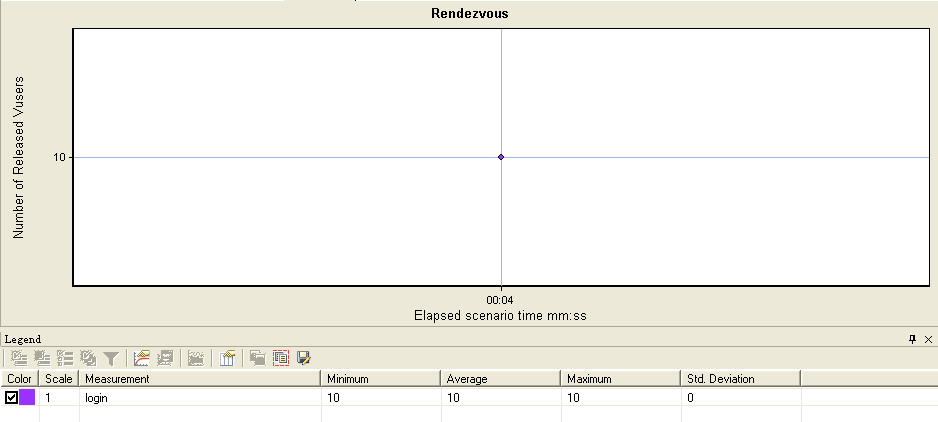 Rendezvous
Number of Released Vusers
10
00:04
Elapsed scenario time mm:ss
Legend
Color Scale Measurement Minimum Average Maximum Std. Deviation
1 login 10 10 10 0